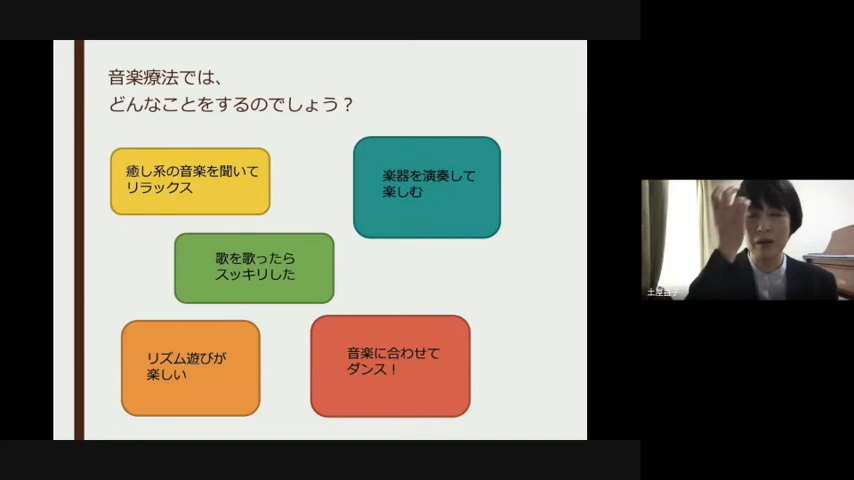 音楽療法では、
どんなことをするのでしょう？
癒し系の音楽を聞いて
リラックス
楽器を演奏して
楽しむ
歌を歌ったら
スッキリした
リズム遊びが
楽しい
音楽に合わせて
ダンス！